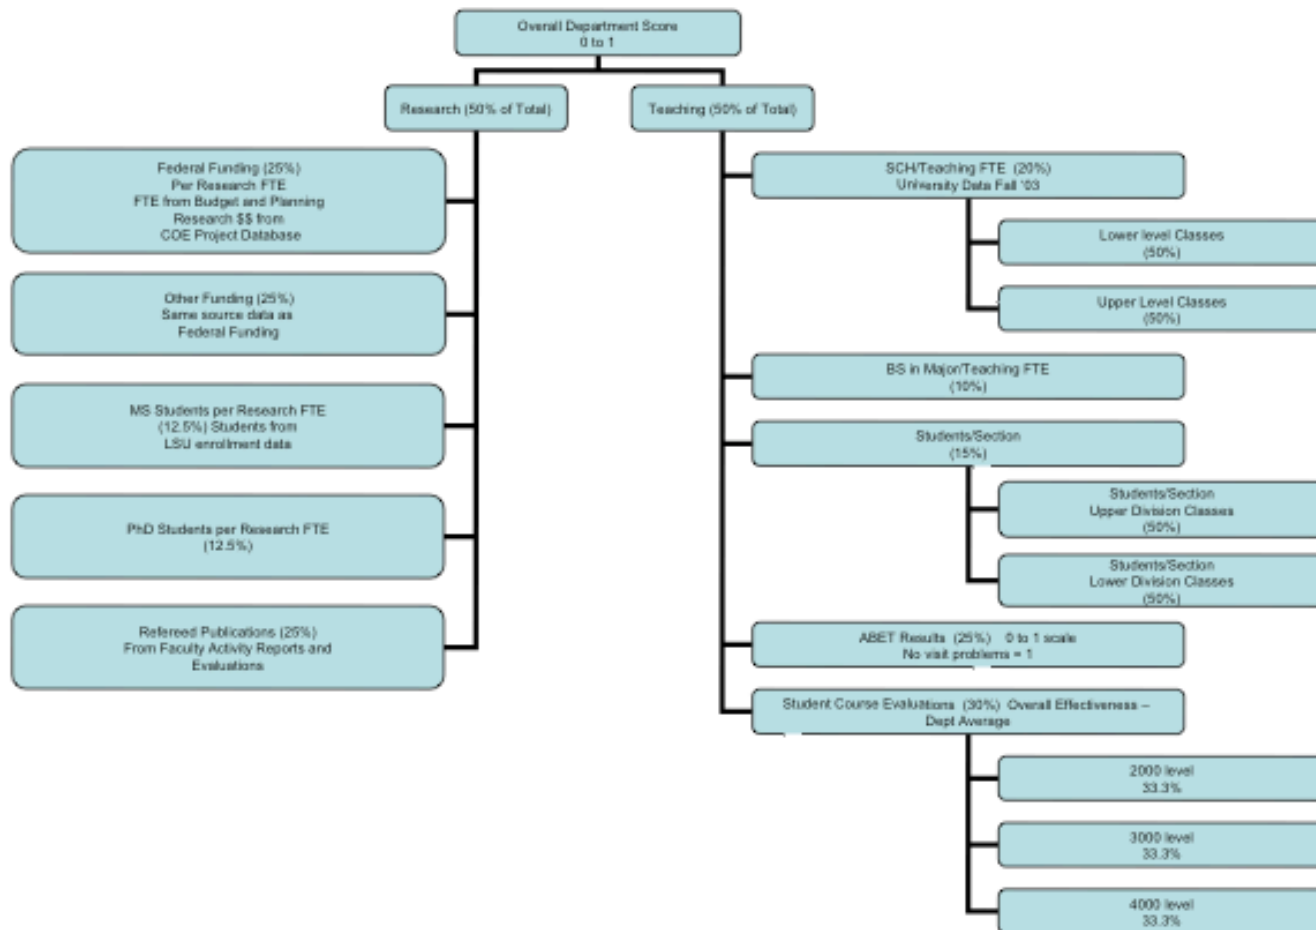 Overall Department Score
0 to 1
Research (50% of Total)
Teaching (50% of Total)
Federal Funding (25%)
Per Research FTE
FTE from Budget and Planning
Research $$ from
COE Project Database
Other Funding (25%)
Same source data as
Federal Funding
MS Students per Research FTE
(12.5%) Students from
LSU enrollment data
PhD Students per Research FTE
(12.5%)
Refereed Publications (25%)
From Faculty Activity Reports and
Evaluations
SCH/Teaching FTE (20%)
University Data Fall '03
Lower level Classes
(50%)
Upper Level Classes
(50%)
BS in Major/Teaching FTE
(10%)
Students/Section
(15%)
Students/Section
Upper Division Classes
(50%)
Students/Section
Lower Division Classes
(50%)
ABET Results (25%) 0 to 1 scale
No visit problems = 1
Student Course Evaluations (30%) Overall Effectiveness –
Dept Average
2000 level
33.3%
3000 level
33.3%
4000 level
33.3%